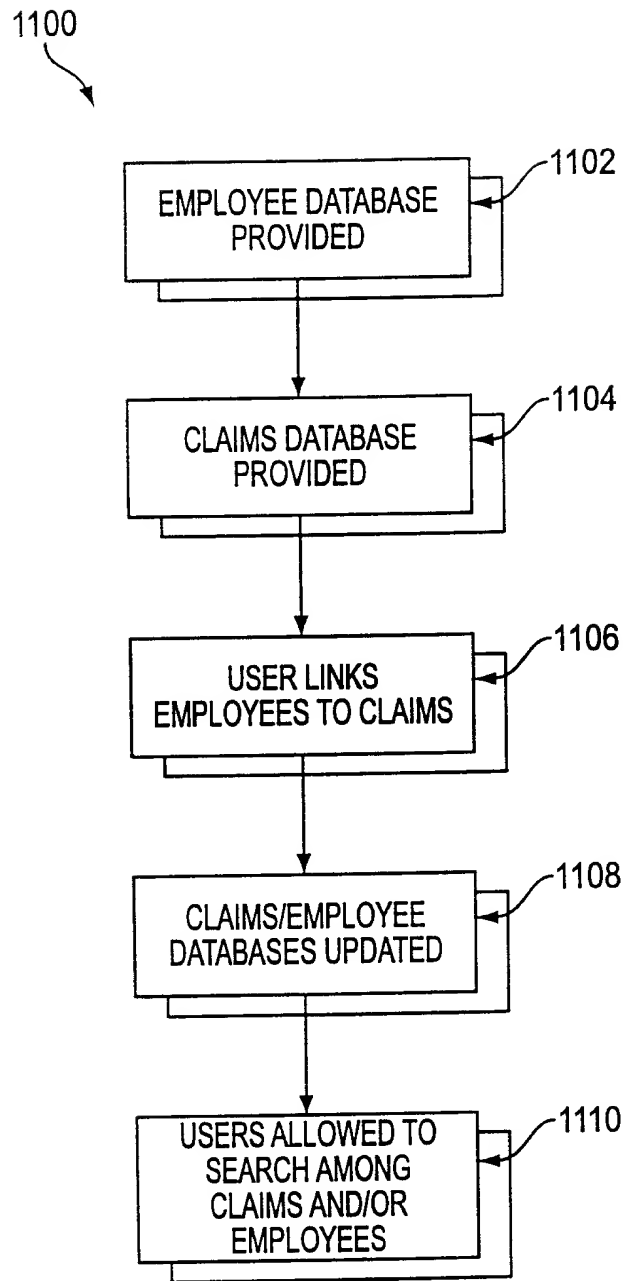 1100
1102
EMPLOYEE DATABASE
PROVIDED
1104
CLAIMS DATABASE
PROVIDED
1106
USER LINKS
EMPLOYEES TO CLAIMS
1108
CLAIMS/EMPLOYEE
DATABASES UPDATED
1110
USERS ALLOWED TO
SEARCH AMONG
CLAIMS AND/OR
EMPLOYEES